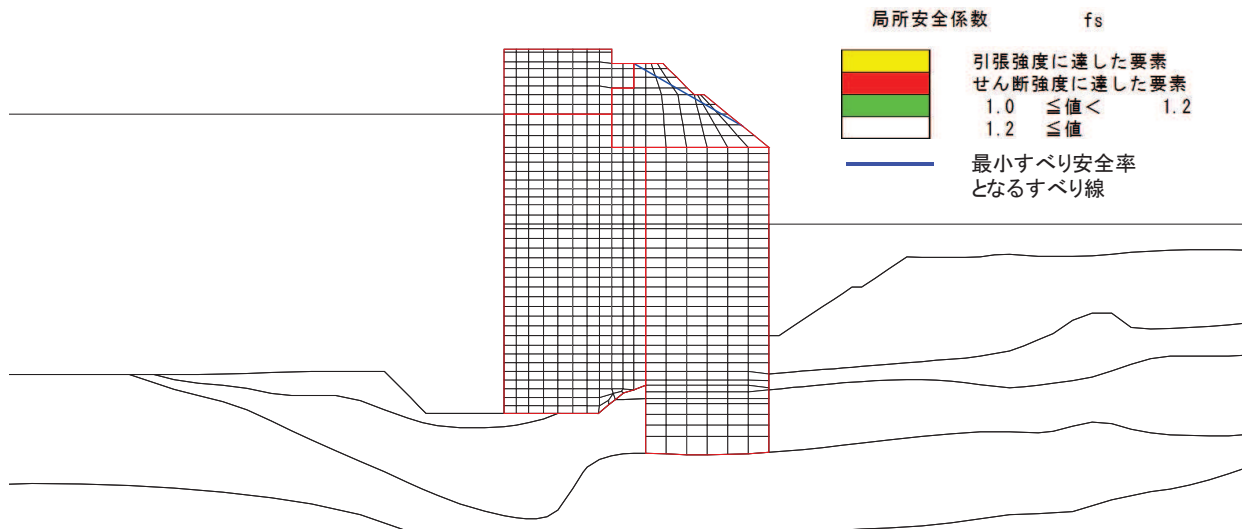 局所安全係数 fs
引張強度に達した要素
せん断強度に達した要素
1.0 ≦値< 1.2
1.2 ≦値
最小すべり安全率
となるすべり線